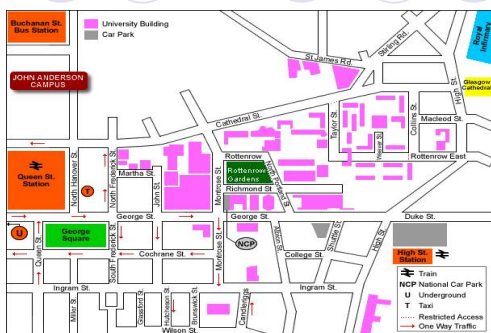 Buchanan St.
Bus Station
University Building
Car Park
JOHN ANDERSON
CAMPUS
St. James Rd.
Stirling Rd.
Royal
Infirmary
Glasgow
Cathedral
High St.
Cathedral St.
Taylor St.
Collins St.
Macleod St.
Weaver St.
Rottenrow East
Rottenrow
Rottenrow
Gardens
North Portland St.
Richmond St.
Montrose St.
Martha St.
John St.
North Frederick St.
North Hanover St.
Queen St.
Station
T
George St.
George St.
Duke St.
U
George
Square
Queen St.
South Frederick St.
Cochrane St.
Montrose St.
NCP
Albion St.
College St.
Shuttle St.
High St.
High St.
Station
Ingram St.
Ingram St.
Miller St.
Glassford St.
Hutcheson St.
Brunswick St.
Candleriggs
Wilson St.
Train
NCP National Car Park
U Underground
T Taxi
Restricted Access
One Way Traffic